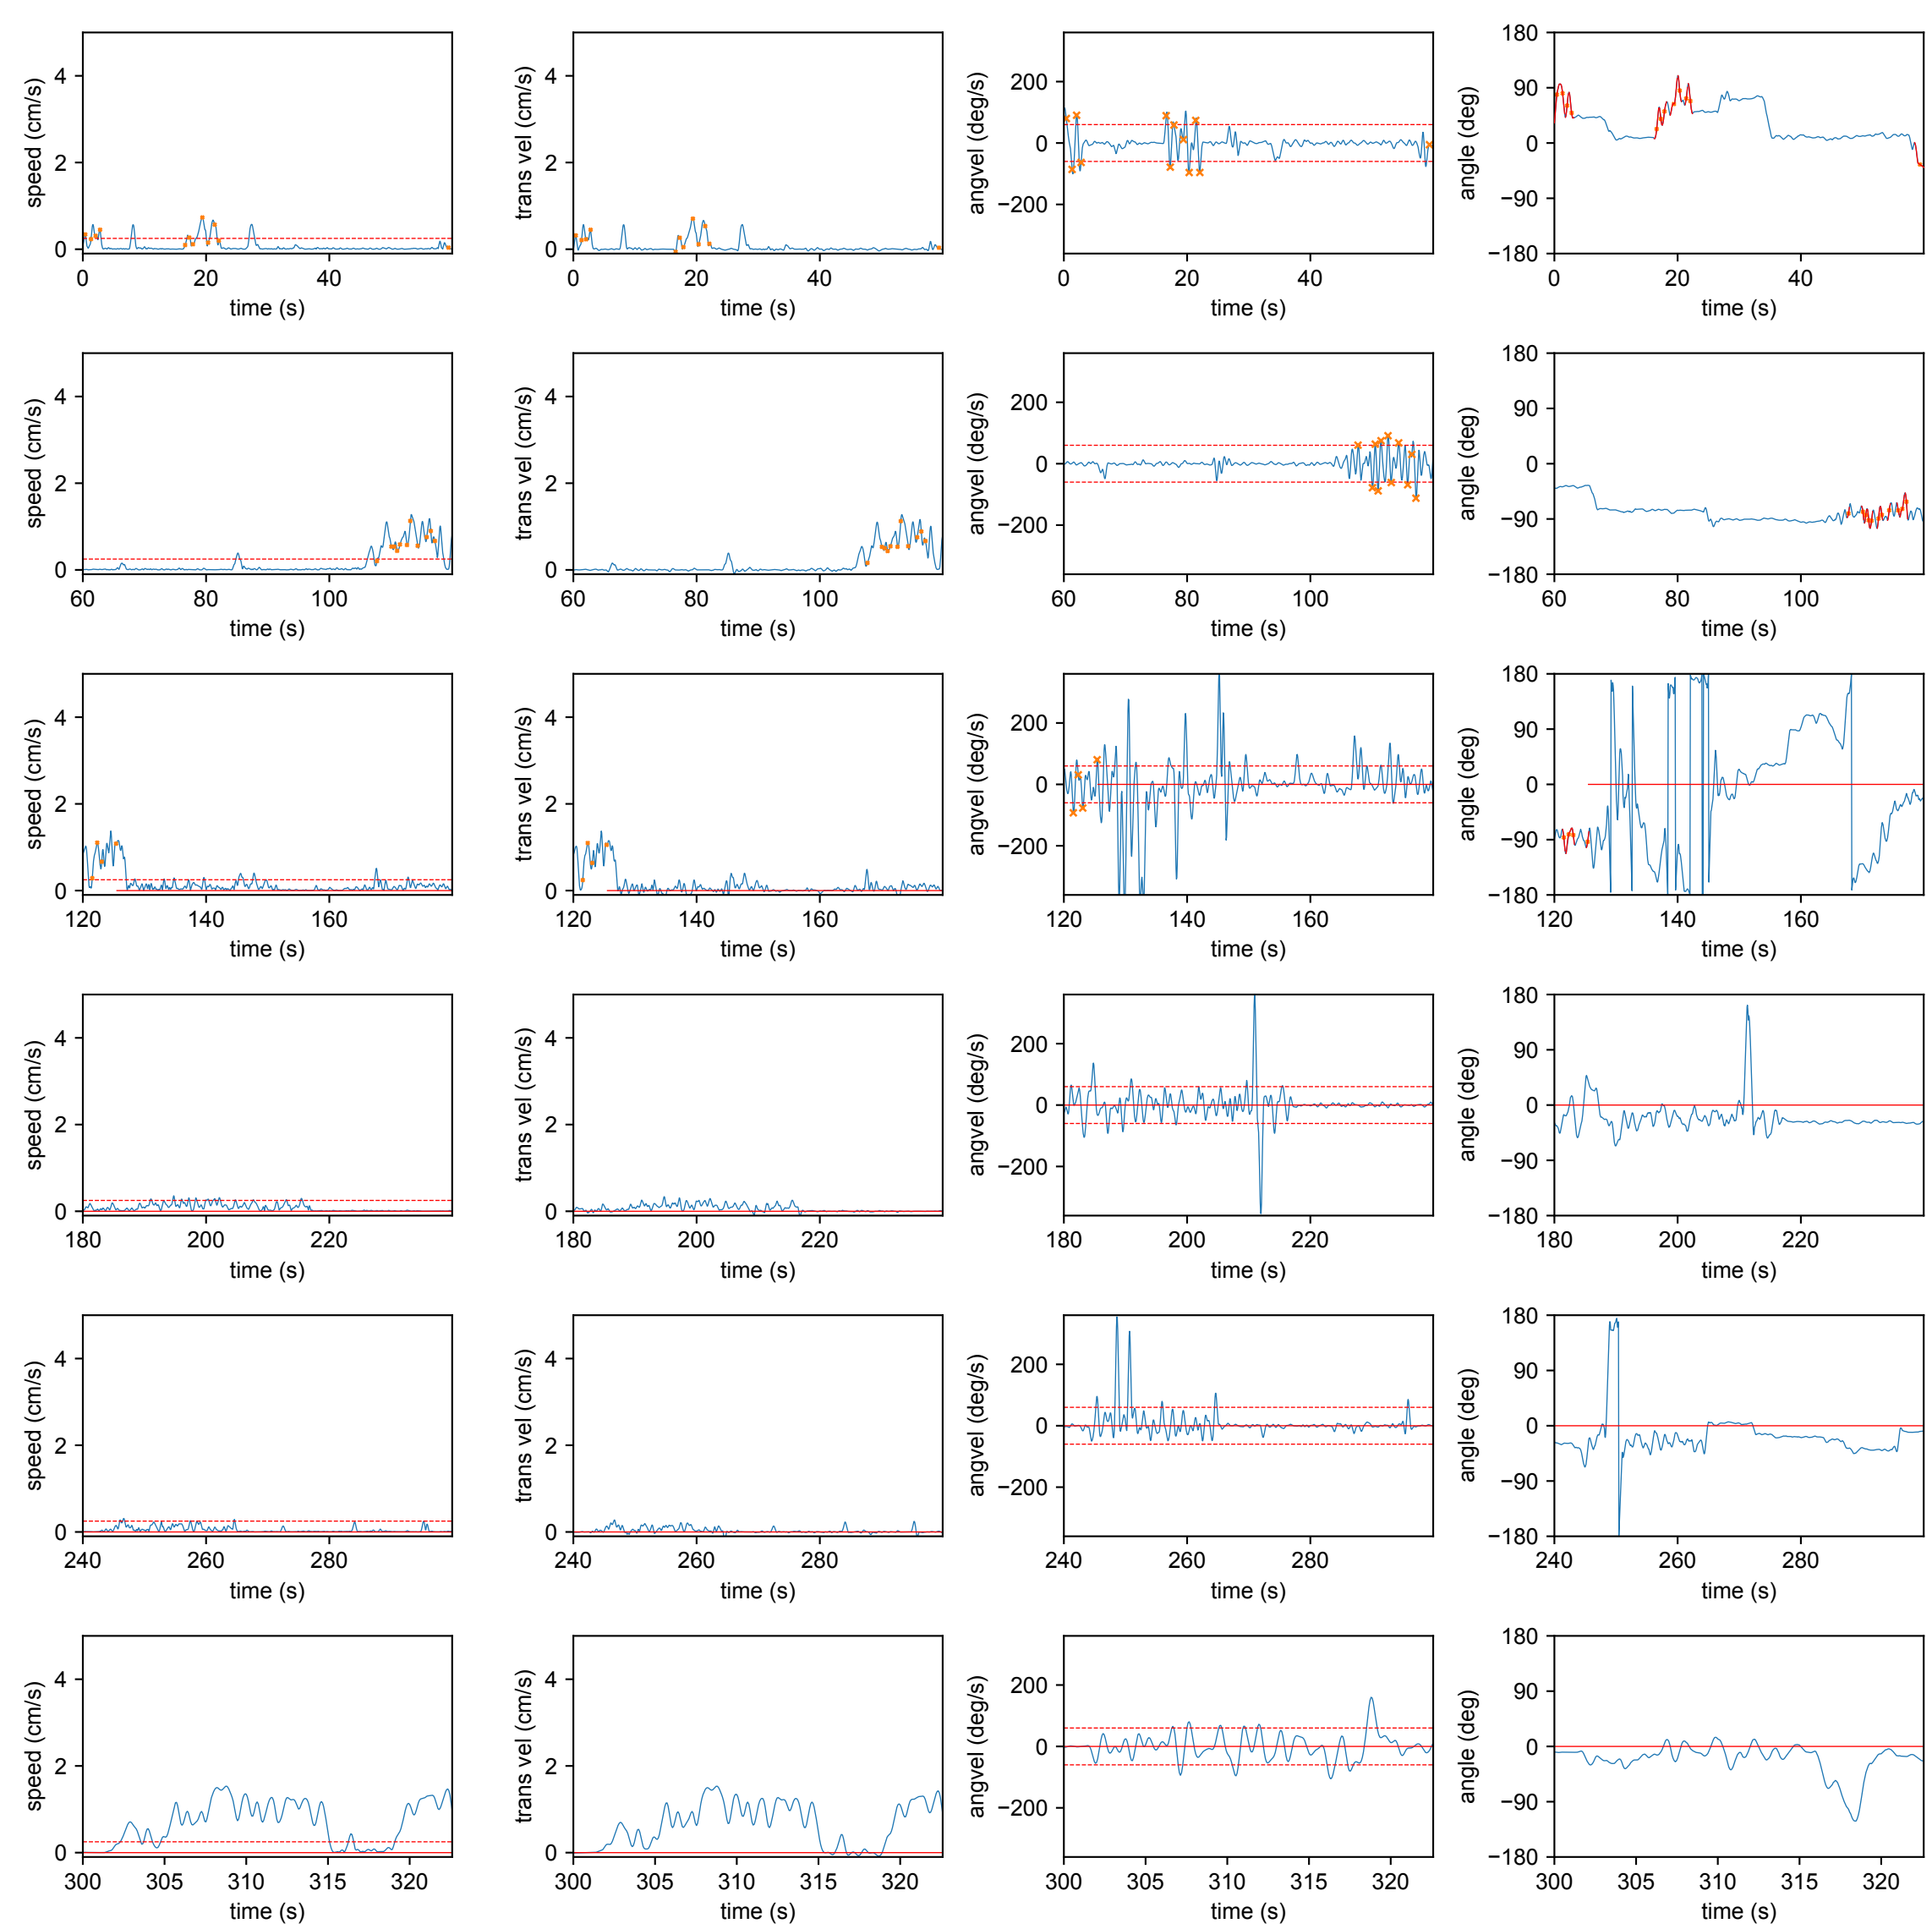 speed (cm/s)
4
2
0
0 20 40
time (s)
trans vel (cm/s)
4
2
0
0 20 40
time (s)
angvel (deg/s)
200
0
−200
0 20 40
time (s)
angle (deg)
180
90
0
−90
−180
0 20 40
time (s)
speed (cm/s)
4
2
0
60 80 100
time (s)
trans vel (cm/s)
4
2
0
60 80 100
time (s)
angvel (deg/s)
200
0
−200
60 80 100
time (s)
angle (deg)
180
90
0
−90
−180
60 80 100
time (s)
speed (cm/s)
4
2
0
120 140 160
time (s)
trans vel (cm/s)
4
2
0
120 140 160
time (s)
angvel (deg/s)
200
0
−200
120 140 160
time (s)
angle (deg)
180
90
0
−90
−180
120 140 160
time (s)
speed (cm/s)
4
2
0
180 200 220
time (s)
trans vel (cm/s)
4
2
0
180 200 220
time (s)
angvel (deg/s)
200
0
−200
180 200 220
time (s)
angle (deg)
180
90
0
−90
−180
180 200 220
time (s)
speed (cm/s)
4
2
0
240 260 280
time (s)
trans vel (cm/s)
4
2
0
240 260 280
time (s)
angvel (deg/s)
200
0
−200
240 260 280
time (s)
angle (deg)
180
90
0
−90
−180
240 260 280
time (s)
speed (cm/s)
4
2
0
300 305 310 315 320
time (s)
trans vel (cm/s)
4
2
0
300 305 310 315 320
time (s)
angvel (deg/s)
200
0
−200
300 305 310 315 320
time (s)
angle (deg)
180
90
0
−90
−180
300 305 310 315 320
time (s)